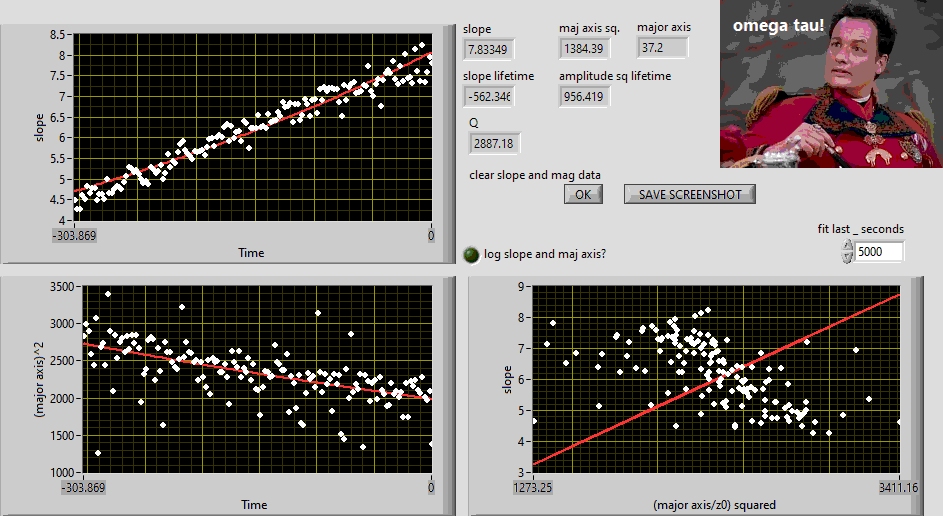 omega tau!
slope
maj axis sq.
major axis
7.83349
1384.39
37.2
slope lifetime
amplitude sq lifetime
-562.346
956.419
Q
2887.18
clear slope and mag data
OK
SAVE SCREENSHOT
fit last _ seconds
5000
log slope and maj axis?
8.5
8
7.5
7
6.5
6
5.5
5
4.5
4
slope
-303.869
0
Time
3500
3000
2500
2000
1500
1000
(major axis)^2
-303.869
0
Time
9
8
7
6
5
4
3
slope
1273.25
3411.16
(major axis/z0) squared